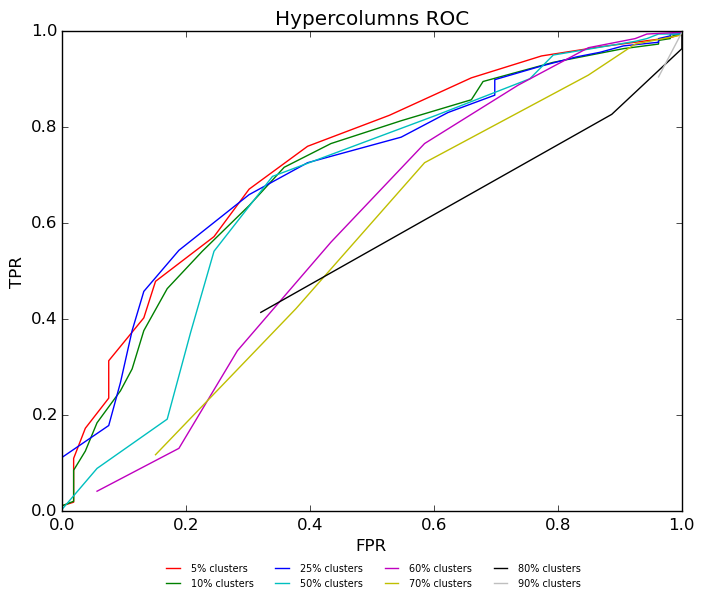 Hypercolumns ROC
1.0
0.8
0.6
0.4
0.2
0.0
TPR
0.0 0.2 0.4 0.6 0.8 1.0
FPR
5% clusters 25% clusters 60% clusters 80% clusters
10% clusters 50% clusters 70% clusters 90% clusters